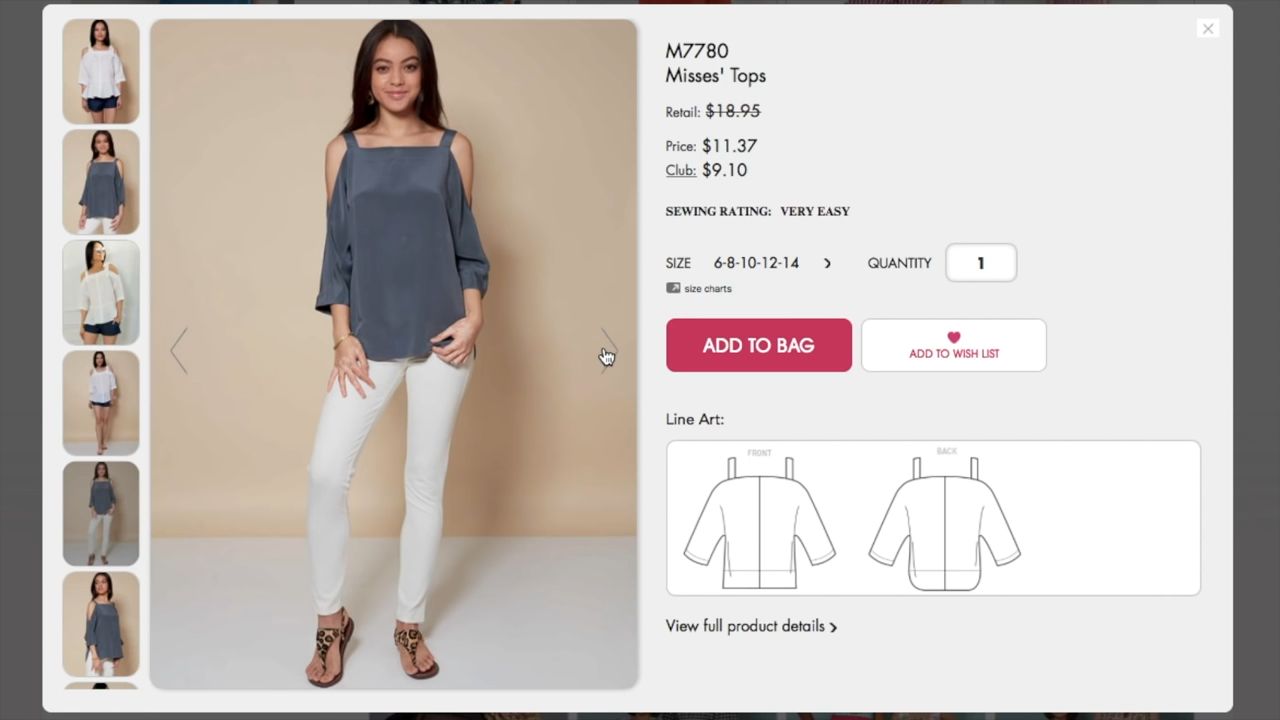 M7780
Misses' Tops
Retail: $18.95
Price: $11.37
Club: $9.10
SEWING RATING: VERY EASY
SIZE 6-8-10-12-14 › QUANTITY 1
size charts
ADD TO BAG
ADD TO WISH LIST
Line Art:
FRONT BACK
View full product details ›